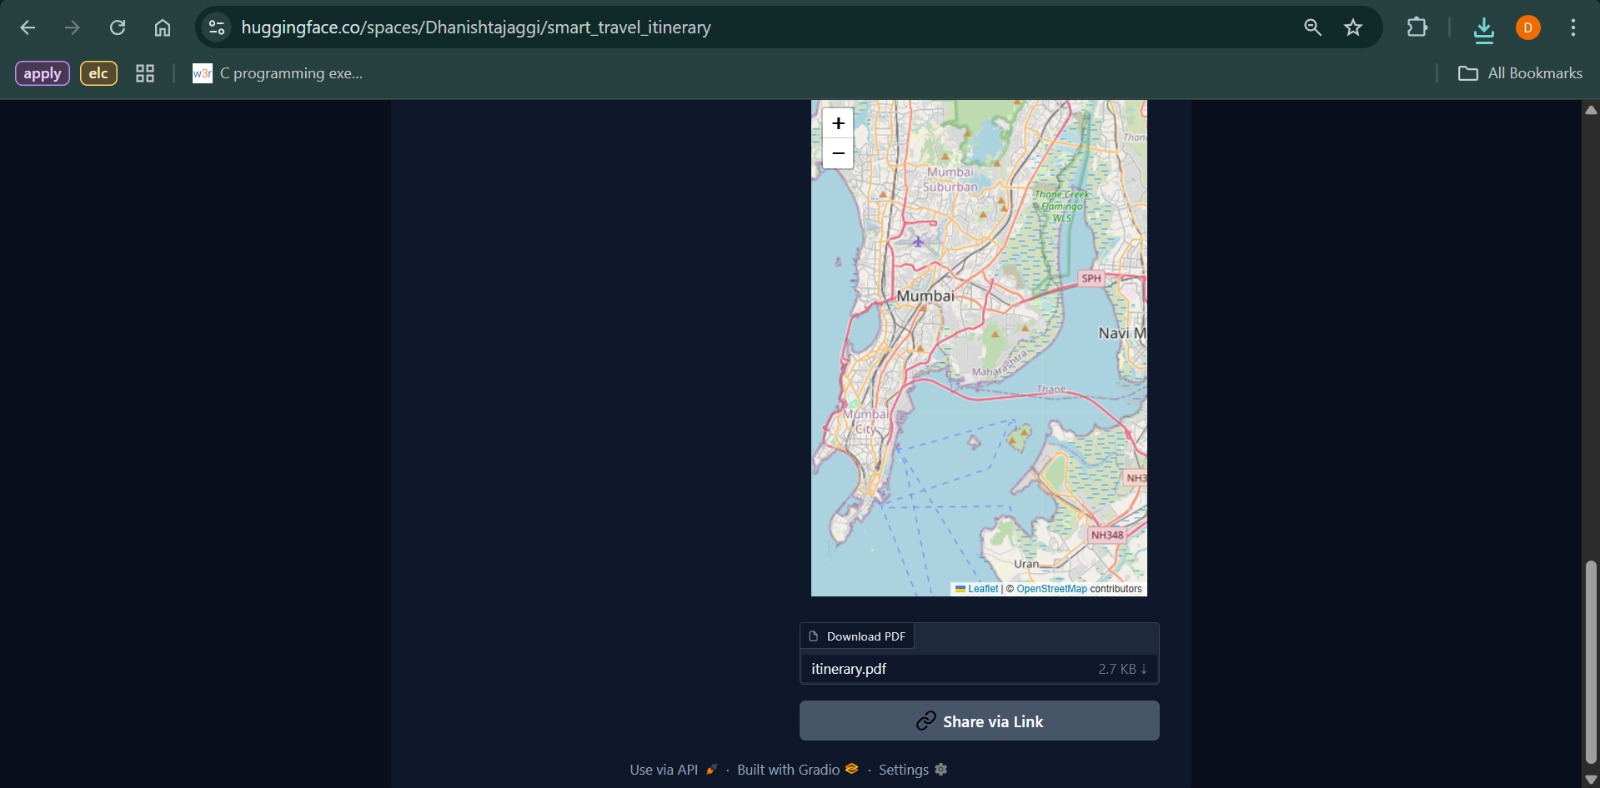 huggingface.co/spaces/Dhanishtajaggi/smart_travel_itinerary
D
apply
elc
w3r
C programming exe...
All Bookmarks
+
−
Mumbai
Suburban
Thane
Thane Creek
Flamingo
WLS
SPH
Mumbai
Navi M
Maharashtra
Thane
Mumbai
City
NH3
NH348
Uran
Leaflet | © OpenStreetMap contributors
Download PDF
itinerary.pdf
2.7 KB ↓
Share via Link
Use via API · Built with Gradio · Settings